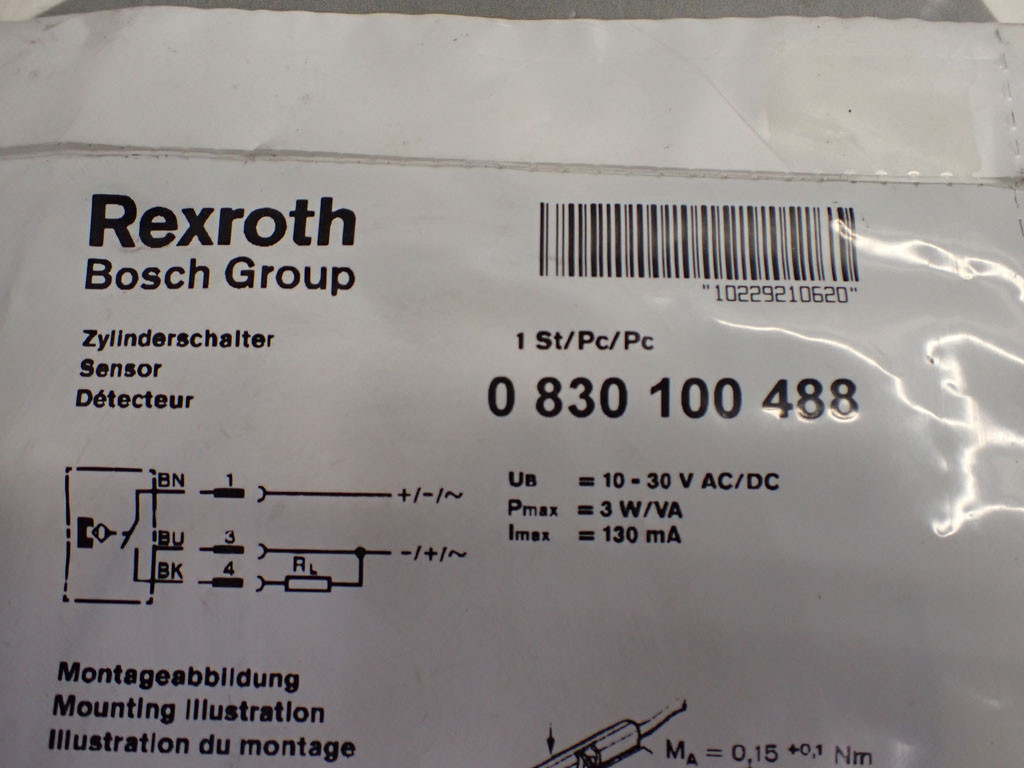 Rexroth
Bosch Group
"10229210620"
Zylinderschalter
Sensor
Détecteur
1 St/Pc/Pc
0 830 100 488
BN 1 +/-/~
BU 3 -/+/~
BK 4 RL
UB = 10 - 30 V AC/DC
Pmax = 3 W/VA
Imax = 130 mA
Montageabbildung
Mounting Illustration
Illustration du montage
MA = 0,15 +0,1 Nm